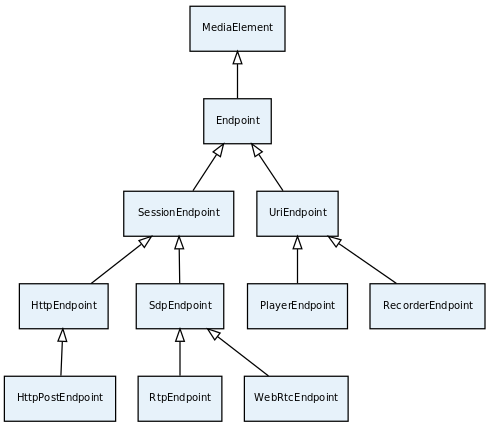 MediaElement
Endpoint
SessionEndpoint
UriEndpoint
HttpEndpoint
SdpEndpoint
PlayerEndpoint
RecorderEndpoint
HttpPostEndpoint
RtpEndpoint
WebRtcEndpoint